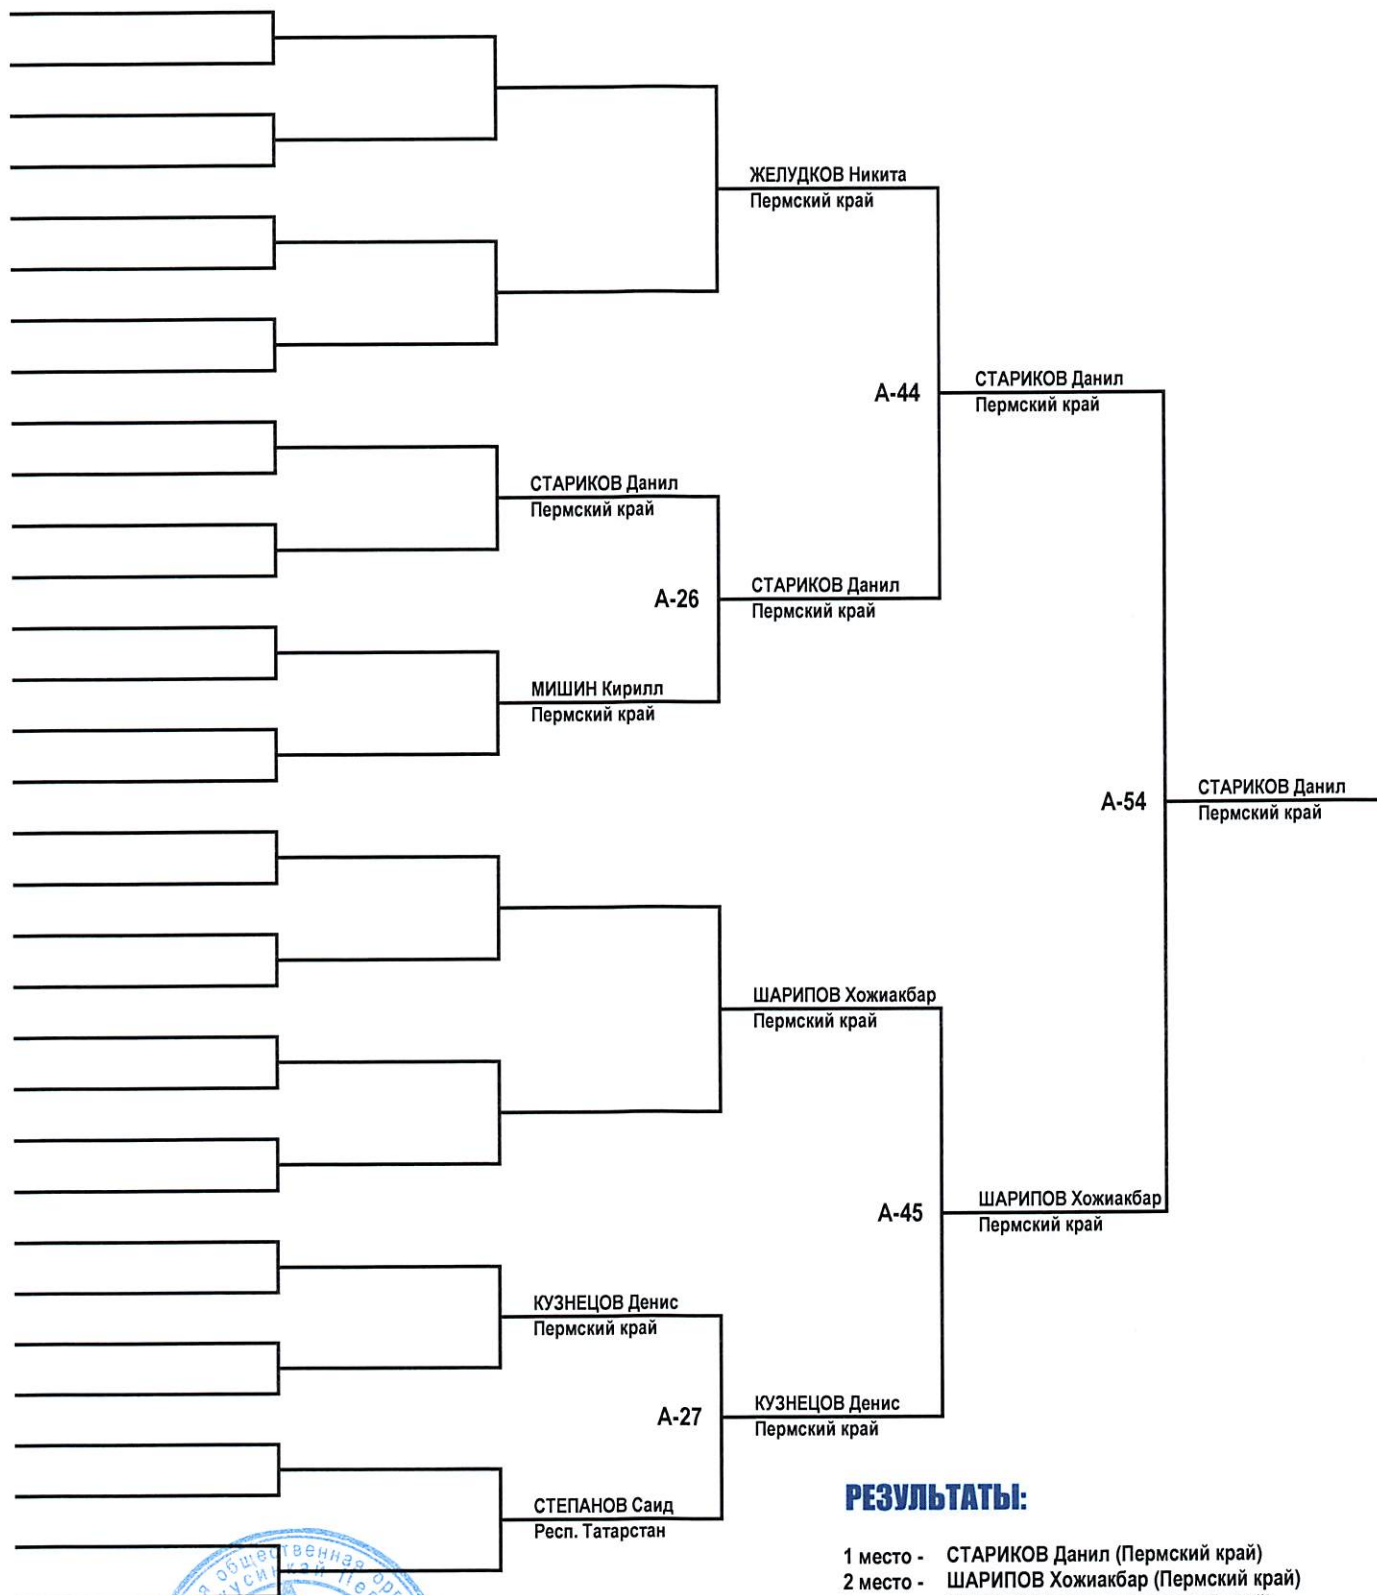 ЖЕЛУДКОВ Никита
Пермский край
А-44
СТАРИКОВ Данил
Пермский край
СТАРИКОВ Данил
Пермский край
А-26
СТАРИКОВ Данил
Пермский край
МИШИН Кирилл
Пермский край
А-54
СТАРИКОВ Данил
Пермский край
ШАРИПОВ Хожиакбар
Пермский край
А-45
ШАРИПОВ Хожиакбар
Пермский край
КУЗНЕЦОВ Денис
Пермский край
А-27
КУЗНЕЦОВ Денис
Пермский край
СТЕПАНОВ Саид
Респ. Татарстан
РЕЗУЛЬТАТЫ:
1 место - СТАРИКОВ Данил (Пермский край)
2 место - ШАРИПОВ Хожиакбар (Пермский край)
общественная